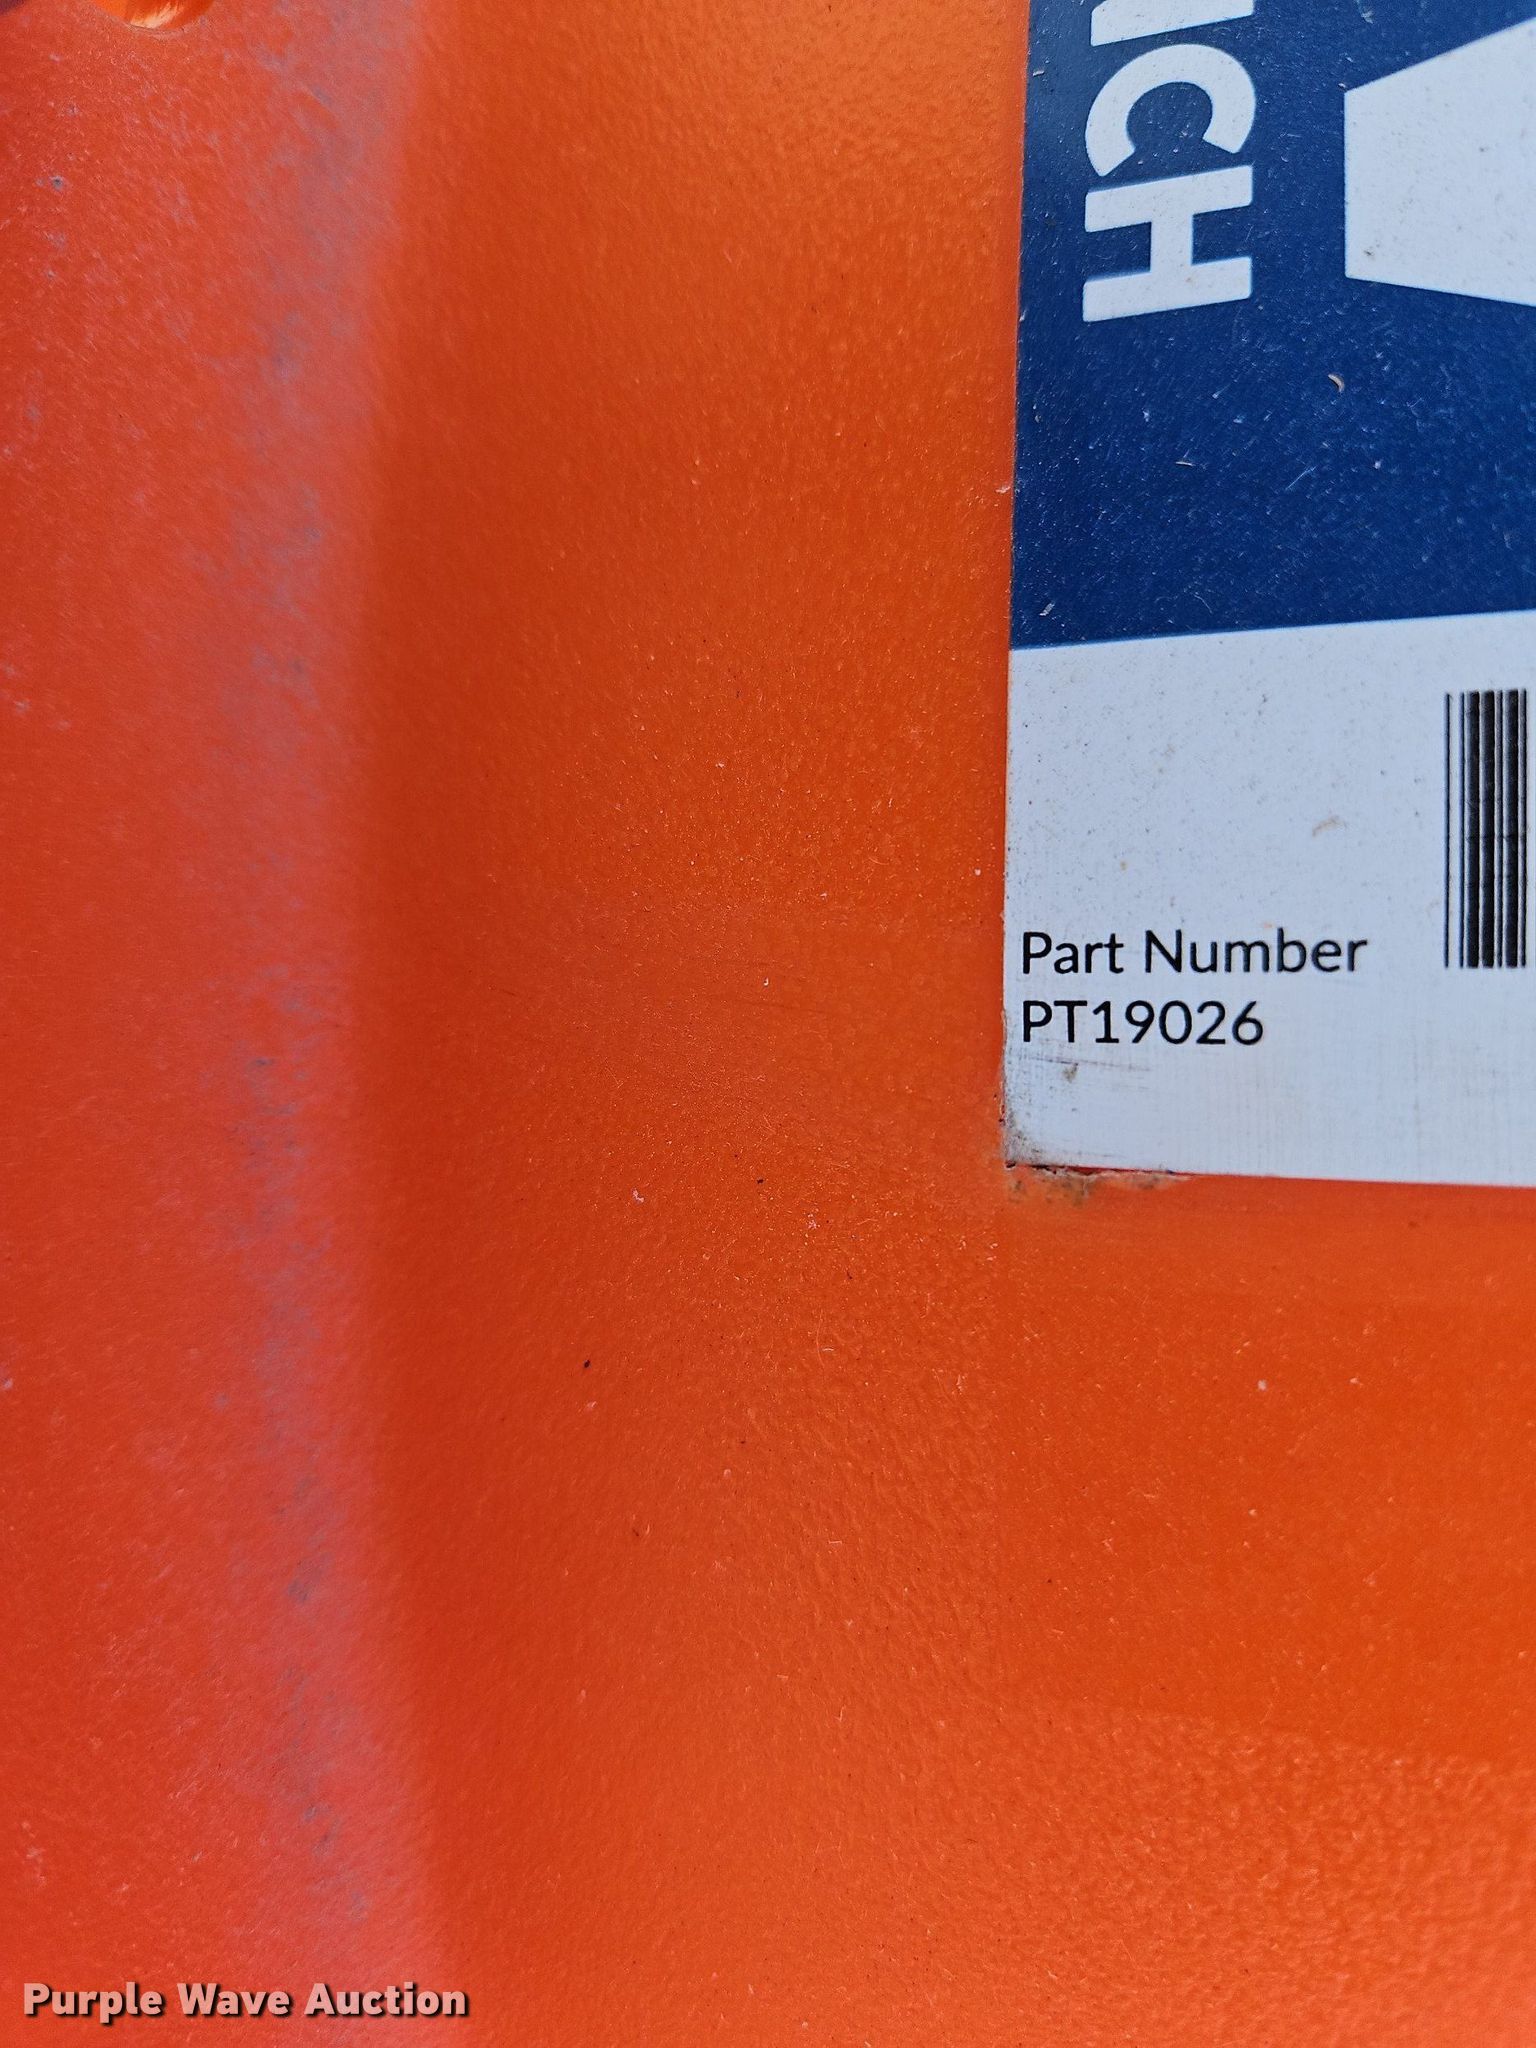 NCH
Part Number
PT19026
Purple Wave Auction